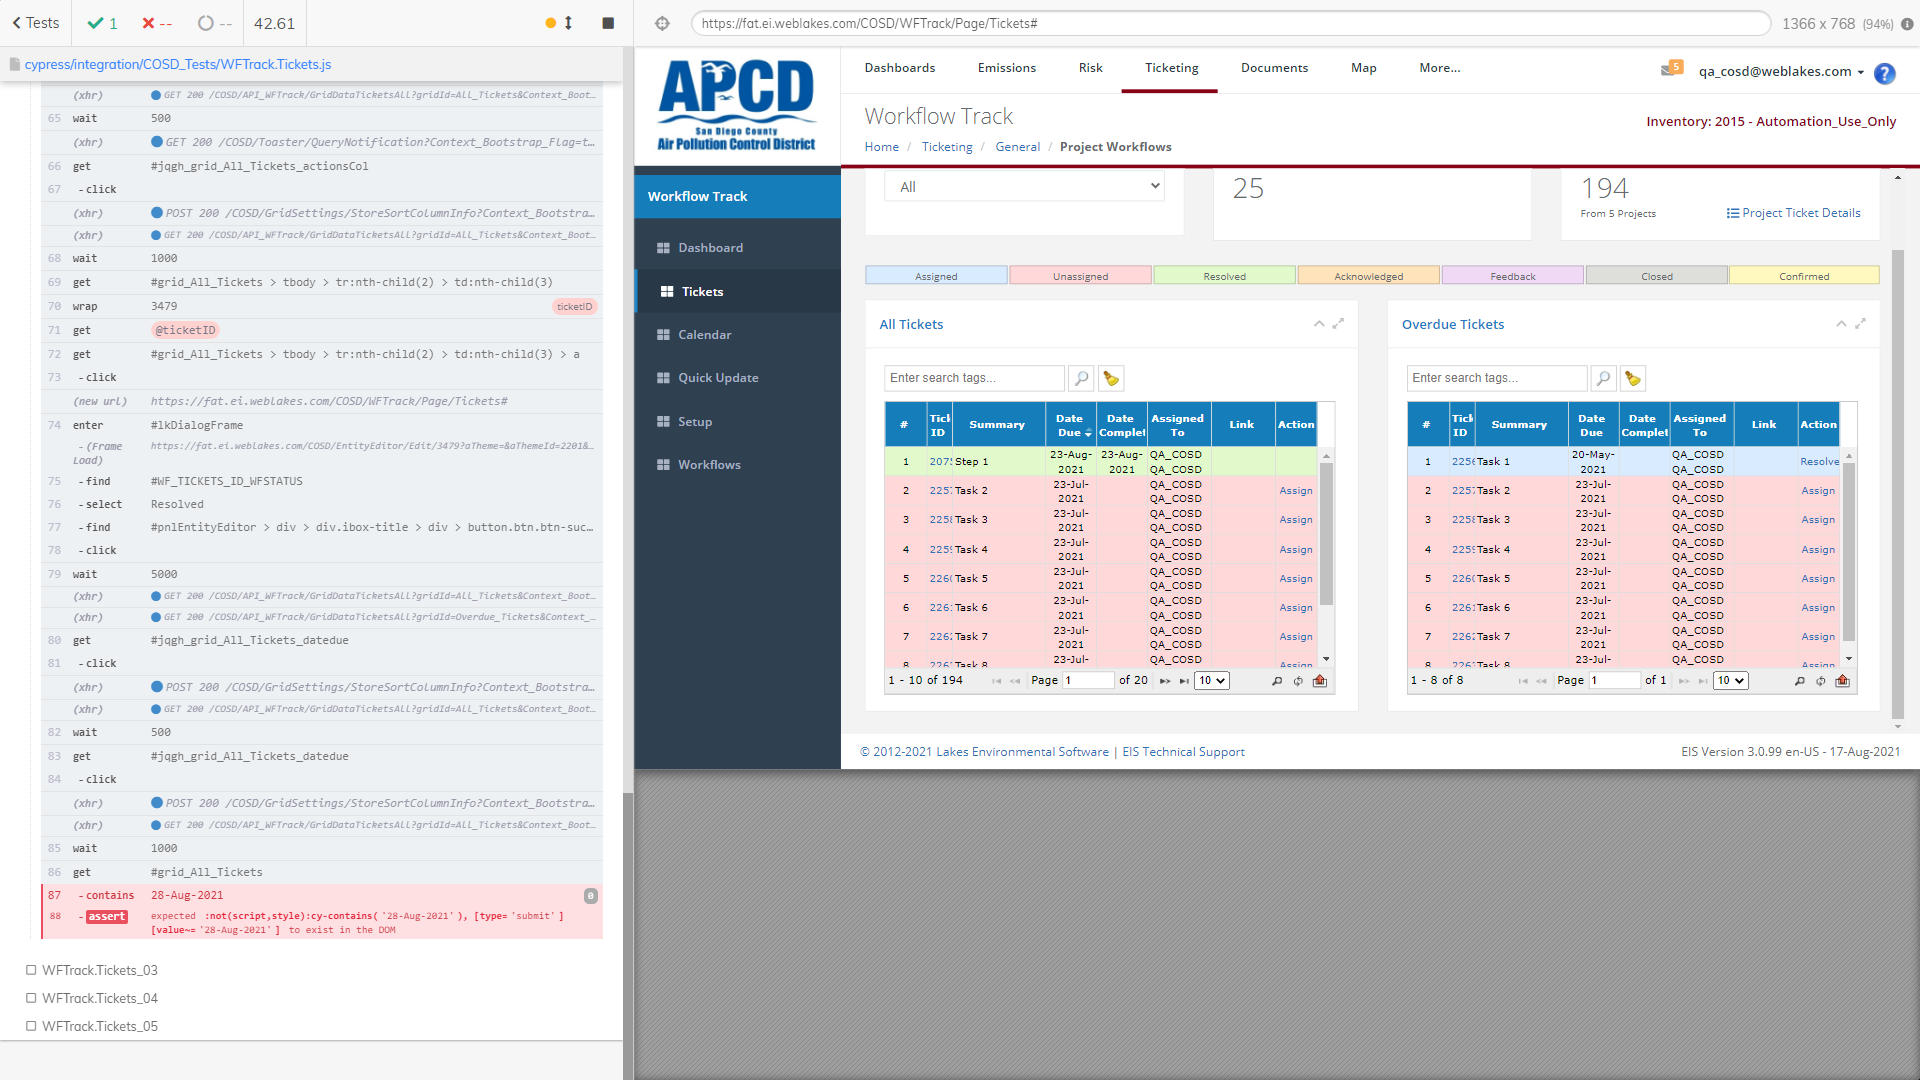 Tests
1
--
--
42.61
cypress/integration/COSD_Tests/WFTrack.Tickets.js
(xhr) GET 200 /COSD/API_WFTrack/GridDataTicketsAll?gridId=All_Tickets&Context_Boot...
65 wait 500
(xhr) GET 200 /COSD/Toaster/QueryNotification?Context_Bootstrap_Flag=t...
66 get #jqgh_grid_All_Tickets_actionsCol
67 -click
(xhr) POST 200 /COSD/GridSettings/StoreSortColumnInfo?Context_Bootstra...
(xhr) GET 200 /COSD/API_WFTrack/GridDataTicketsAll?gridId=All_Tickets&Context_Boot...
68 wait 1000
69 get #grid_All_Tickets > tbody > tr:nth-child(2) > td:nth-child(3)
70 wrap 3479 ticketID
71 get @ticketID
72 get #grid_All_Tickets > tbody > tr:nth-child(2) > td:nth-child(3) > a
73 -click
(new url) https://fat.ei.weblakes.com/COSD/WFTrack/Page/Tickets#
74 enter #lkDialogFrame
-(Frame Load) https://fat.ei.weblakes.com/COSD/EntityEditor/Edit/3479?aTheme=&aThemeId=2201&...
75 -find #WF_TICKETS_ID_WFSTATUS
76 -select Resolved
77 -find #pnlEntityEditor > div > div.ibox-title > div > button.btn.btn-suc...
78 -click
79 wait 5000
(xhr) GET 200 /COSD/API_WFTrack/GridDataTicketsAll?gridId=All_Tickets&Context_Boot...
(xhr) GET 200 /COSD/API_WFTrack/GridDataTicketsAll?gridId=Overdue_Tickets&Context_...
80 get #jqgh_grid_All_Tickets_datedue
81 -click
(xhr) POST 200 /COSD/GridSettings/StoreSortColumnInfo?Context_Bootstra...
(xhr) GET 200 /COSD/API_WFTrack/GridDataTicketsAll?gridId=All_Tickets&Context_Boot...
82 wait 500
83 get #jqgh_grid_All_Tickets_datedue
84 -click
(xhr) POST 200 /COSD/GridSettings/StoreSortColumnInfo?Context_Bootstra...
(xhr) GET 200 /COSD/API_WFTrack/GridDataTicketsAll?gridId=All_Tickets&Context_Boot...
85 wait 1000
86 get #grid_All_Tickets
87 -contains 28-Aug-2021 0
88 -assert expected :not(script,style):cy-contains('28-Aug-2021'), [type='submit']
[value~='28-Aug-2021'] to exist in the DOM
WFTrack.Tickets_03
WFTrack.Tickets_04
WFTrack.Tickets_05
https://fat.ei.weblakes.com/COSD/WFTrack/Page/Tickets#
1366 x 768 (94%)
APCD
San Diego County
Air Pollution Control District
Dashboards Emissions Risk Ticketing Documents Map More...
5 qa_cosd@weblakes.com ?
Workflow Track
Inventory: 2015 - Automation_Use_Only
Home / Ticketing / General / Project Workflows
Workflow Track
Dashboard
Tickets
Calendar
Quick Update
Setup
Workflows
All
25
194
From 5 Projects
Project Ticket Details
Assigned Unassigned Resolved Acknowledged Feedback Closed Confirmed
All Tickets
Enter search tags...
# Tick ID Summary Date Due Date Complet Assigned To Link Action
1 207 Step 1 23-Aug-2021 23-Aug-2021 QA_COSD QA_COSD
2 225 Task 2 23-Jul-2021 QA_COSD QA_COSD Assign
3 225 Task 3 23-Jul-2021 QA_COSD QA_COSD Assign
4 225 Task 4 23-Jul-2021 QA_COSD QA_COSD Assign
5 226 Task 5 23-Jul-2021 QA_COSD QA_COSD Assign
6 226 Task 6 23-Jul-2021 QA_COSD QA_COSD Assign
7 226 Task 7 23-Jul-2021 QA_COSD QA_COSD Assign
8 226 Task 8 23-Jul- QA_COSD Assign
1 - 10 of 194 Page 1 of 20 10
Overdue Tickets
Enter search tags...
# Tick ID Summary Date Due Date Complet Assigned To Link Action
1 225 Task 1 20-May-2021 QA_COSD QA_COSD Resolve
2 225 Task 2 23-Jul-2021 QA_COSD QA_COSD Assign
3 225 Task 3 23-Jul-2021 QA_COSD QA_COSD Assign
4 225 Task 4 23-Jul-2021 QA_COSD QA_COSD Assign
5 226 Task 5 23-Jul-2021 QA_COSD QA_COSD Assign
6 226 Task 6 23-Jul-2021 QA_COSD QA_COSD Assign
7 226 Task 7 23-Jul-2021 QA_COSD QA_COSD Assign
8 226 Task 8 23-Jul- QA_COSD Assign
1 - 8 of 8 Page 1 of 1 10
© 2012-2021 Lakes Environmental Software | EIS Technical Support
EIS Version 3.0.99 en-US - 17-Aug-2021